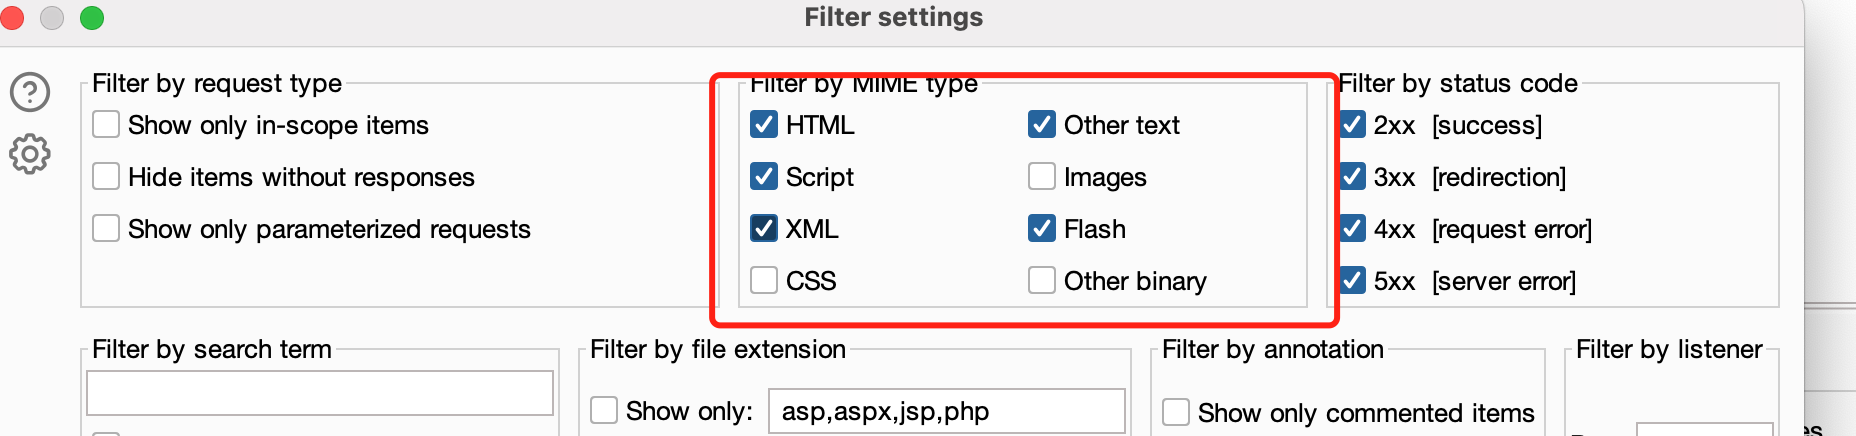 Filter settings
Filter by request type
Show only in-scope items
Hide items without responses
Show only parameterized requests
Filter by MIME type
HTML
Script
XML
CSS
Other text
Images
Flash
Other binary
Filter by status code
2xx [success]
3xx [redirection]
4xx [request error]
5xx [server error]
Filter by search term
Filter by file extension
Show only: asp,aspx,jsp,php
Filter by annotation
Show only commented items
Filter by listener